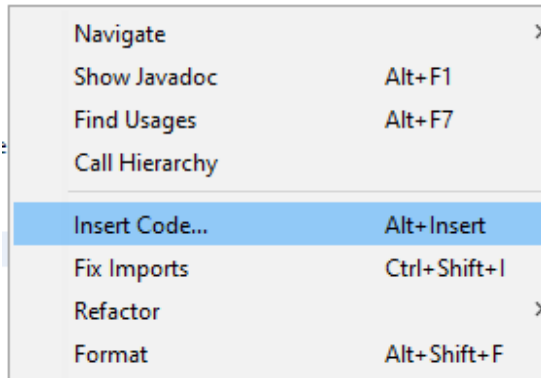 Navigate
Show Javadoc Alt+F1
Find Usages Alt+F7
Call Hierarchy
Insert Code... Alt+Insert
Fix Imports Ctrl+Shift+I
Refactor
Format Alt+Shift+F